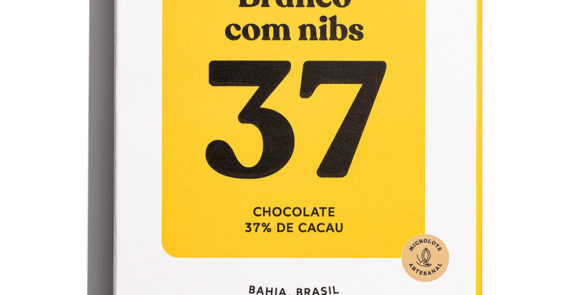 Branco
com nibs
37
CHOCOLATE
37% DE CACAU
MICROLOTE
ARTESANAL
BAHIA, BRASIL